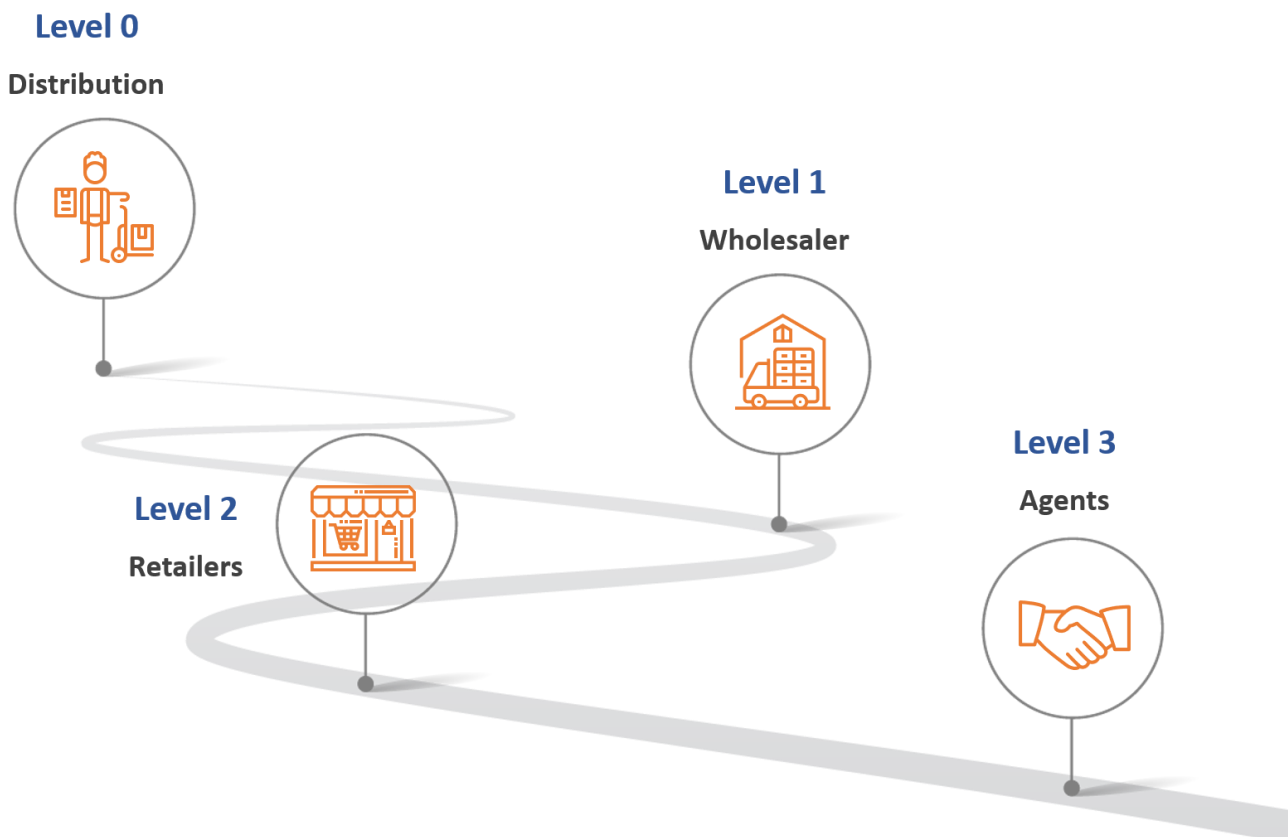 Level 0
Distribution
Level 1
Wholesaler
Level 2
Retailers
Level 3
Agents